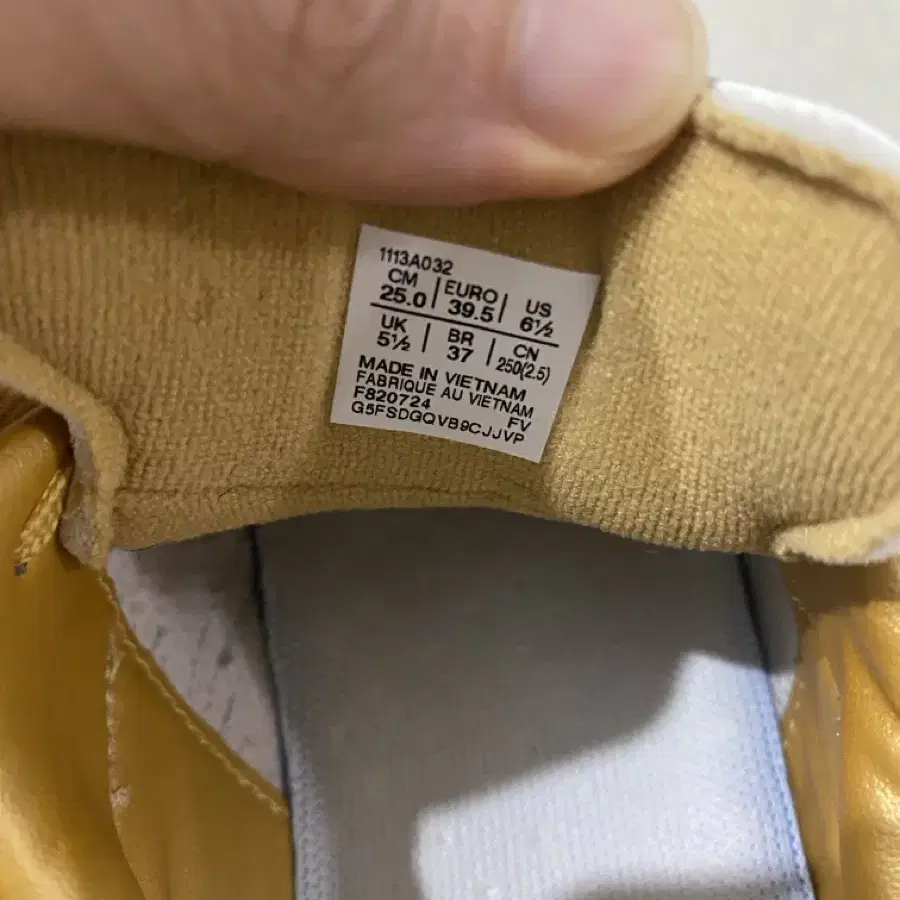 1113A032
CM EURO US
25.0 39.5 6½
UK BR CN
5½ 37 250(2.5)
MADE IN VIETNAM
FABRIQUE AU VIETNAM
F820724 FV
G5FSDGQVB9CJJVP